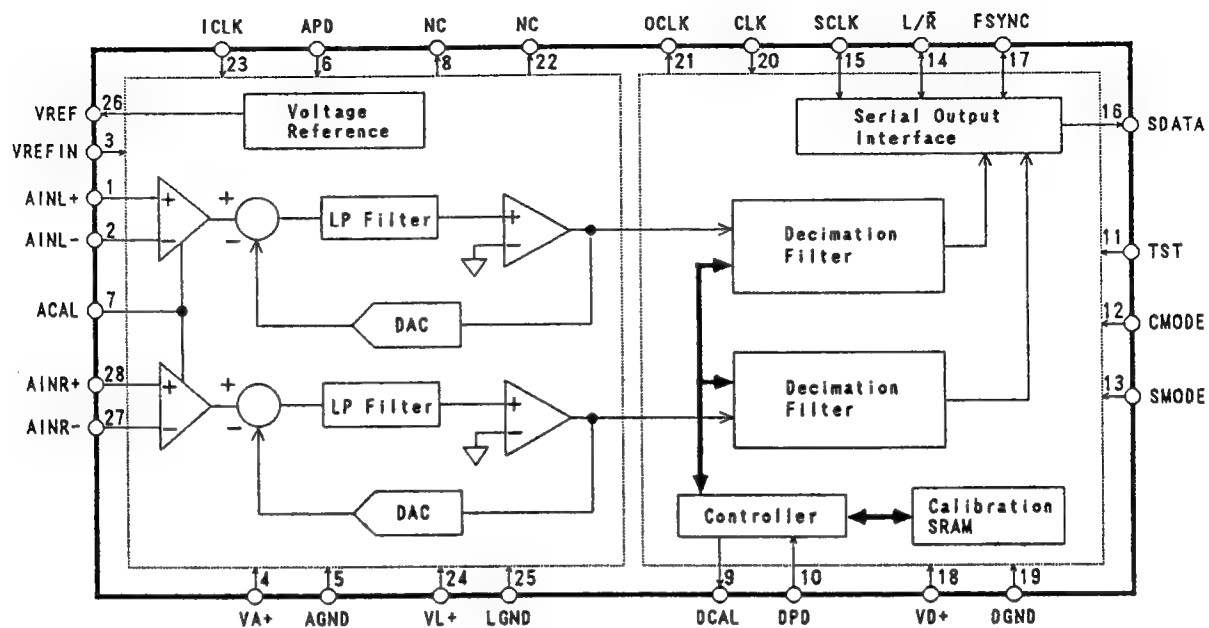 ICLK APD NC NC OCLK CLK SCLK L/R̄ FSYNC
23 6 8 22 21 20 15 14 17
VREF 26
Voltage
Reference
Serial Output
Interface
16 SDATA
VREFIN 3
AINL+ 1
+
+
LP Filter
+
Decimation
Filter
AINL- 2
−
−
−
11 TST
ACAL 7
DAC
12 CMODE
AINR+ 28
+
+
LP Filter
+
Decimation
Filter
13 SMODE
AINR- 27
−
−
−
DAC
Controller
Calibration
SRAM
4 5 24 25 9 10 18 19
VA+ AGND VL+ LGND DCAL DPD VD+ DGND